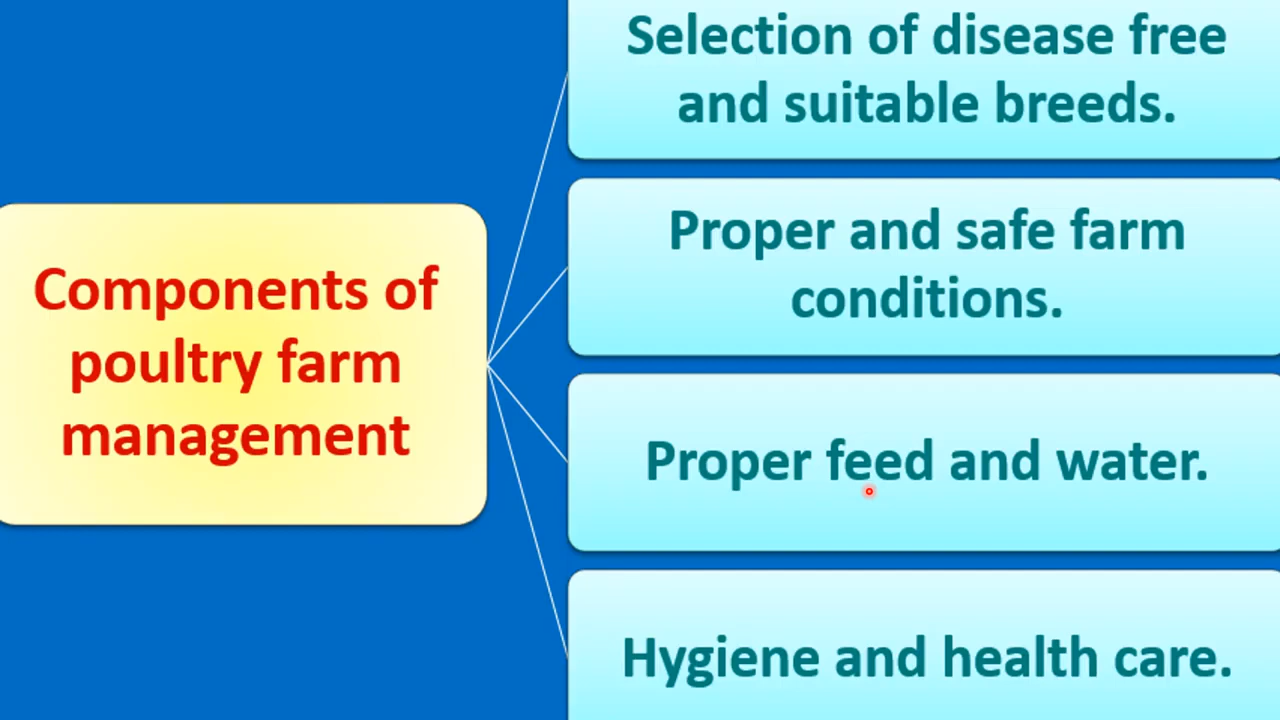 Components of
poultry farm
management
Selection of disease free
and suitable breeds.
Proper and safe farm
conditions.
Proper feed and water.
Hygiene and health care.